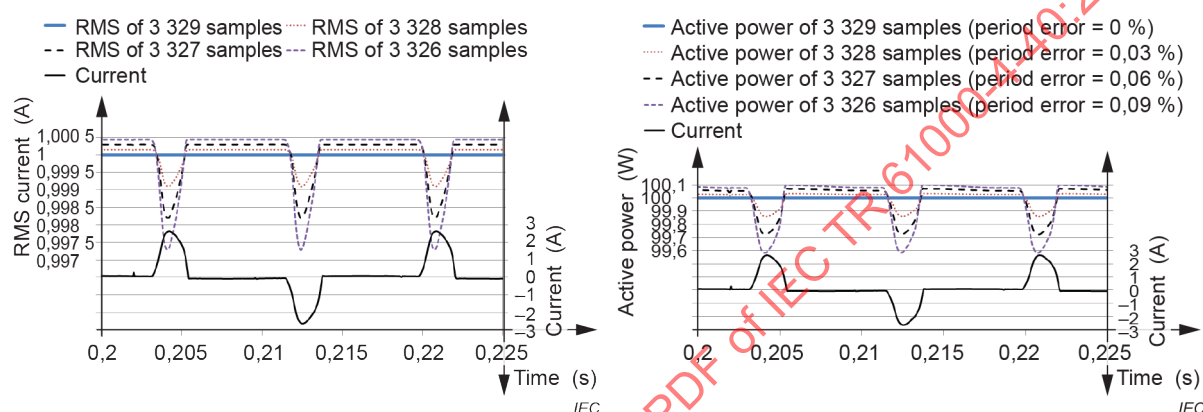 RMS of 3 329 samples
RMS of 3 328 samples
RMS of 3 327 samples
RMS of 3 326 samples
Current
RMS current (A)
1,000 5
1
0,999 5
0,999
0,998 5
0,998
0,997 5
0,997
3
2
1
0
–1
–2
–3
Current (A)
0,2 0,205 0,21 0,215 0,22 0,225
Time (s)
IEC
Active power of 3 329 samples (period error = 0 %)
Active power of 3 328 samples (period error = 0,03 %)
Active power of 3 327 samples (period error = 0,06 %)
Active power of 3 326 samples (period error = 0,09 %)
Current
Active power (W)
100,1
100
99,9
99,8
99,7
99,6
3
2
1
0
–1
–2
–3
Current (A)
0,2 0,205 0,21 0,215 0,22 0,225
Time (s)
IEC
PDF of IEC TR 61000-4-40:2